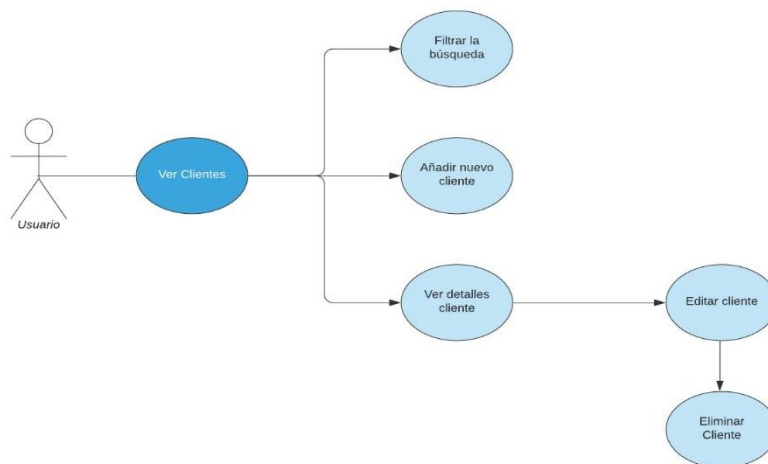 Filtrar la
búsqueda
Ver Clientes
Añadir nuevo
cliente
Usuario
Ver detalles
cliente
Editar cliente
Eliminar
Cliente